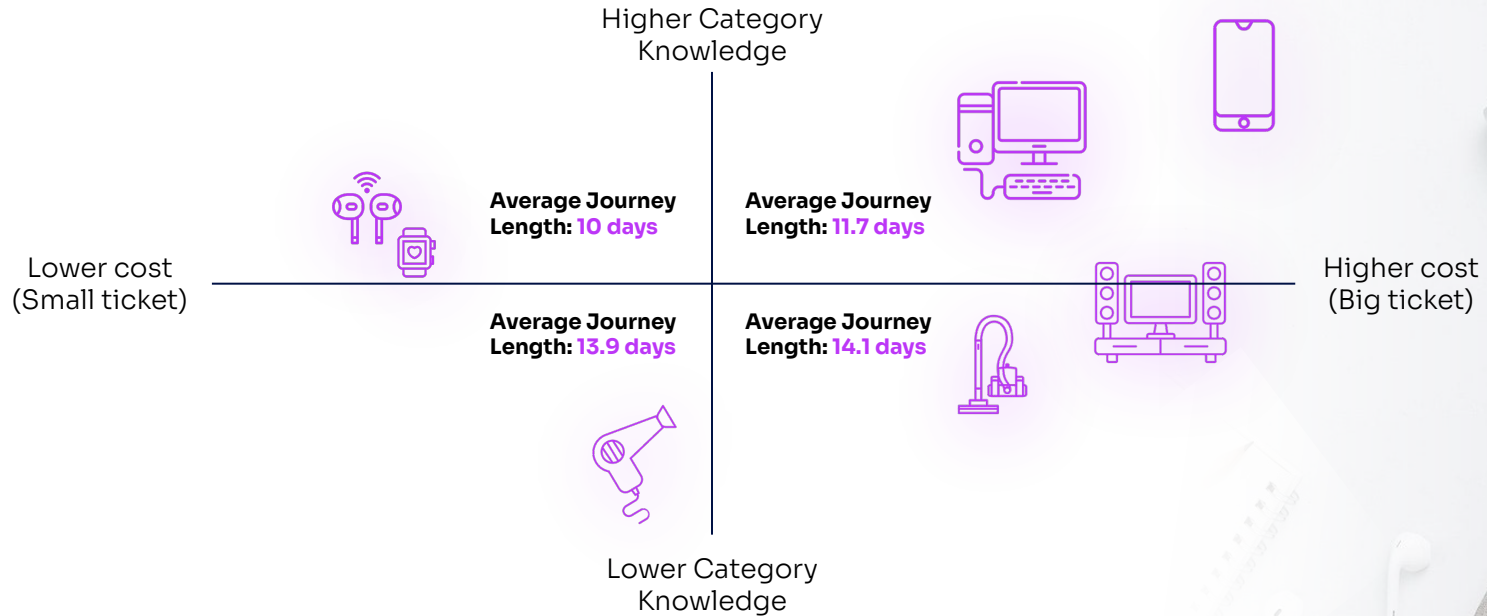 Higher Category
Knowledge
Average Journey
Length: 10 days
Average Journey
Length: 11.7 days
Lower cost
(Small ticket)
Higher cost
(Big ticket)
Average Journey
Length: 13.9 days
Average Journey
Length: 14.1 days
Lower Category
Knowledge